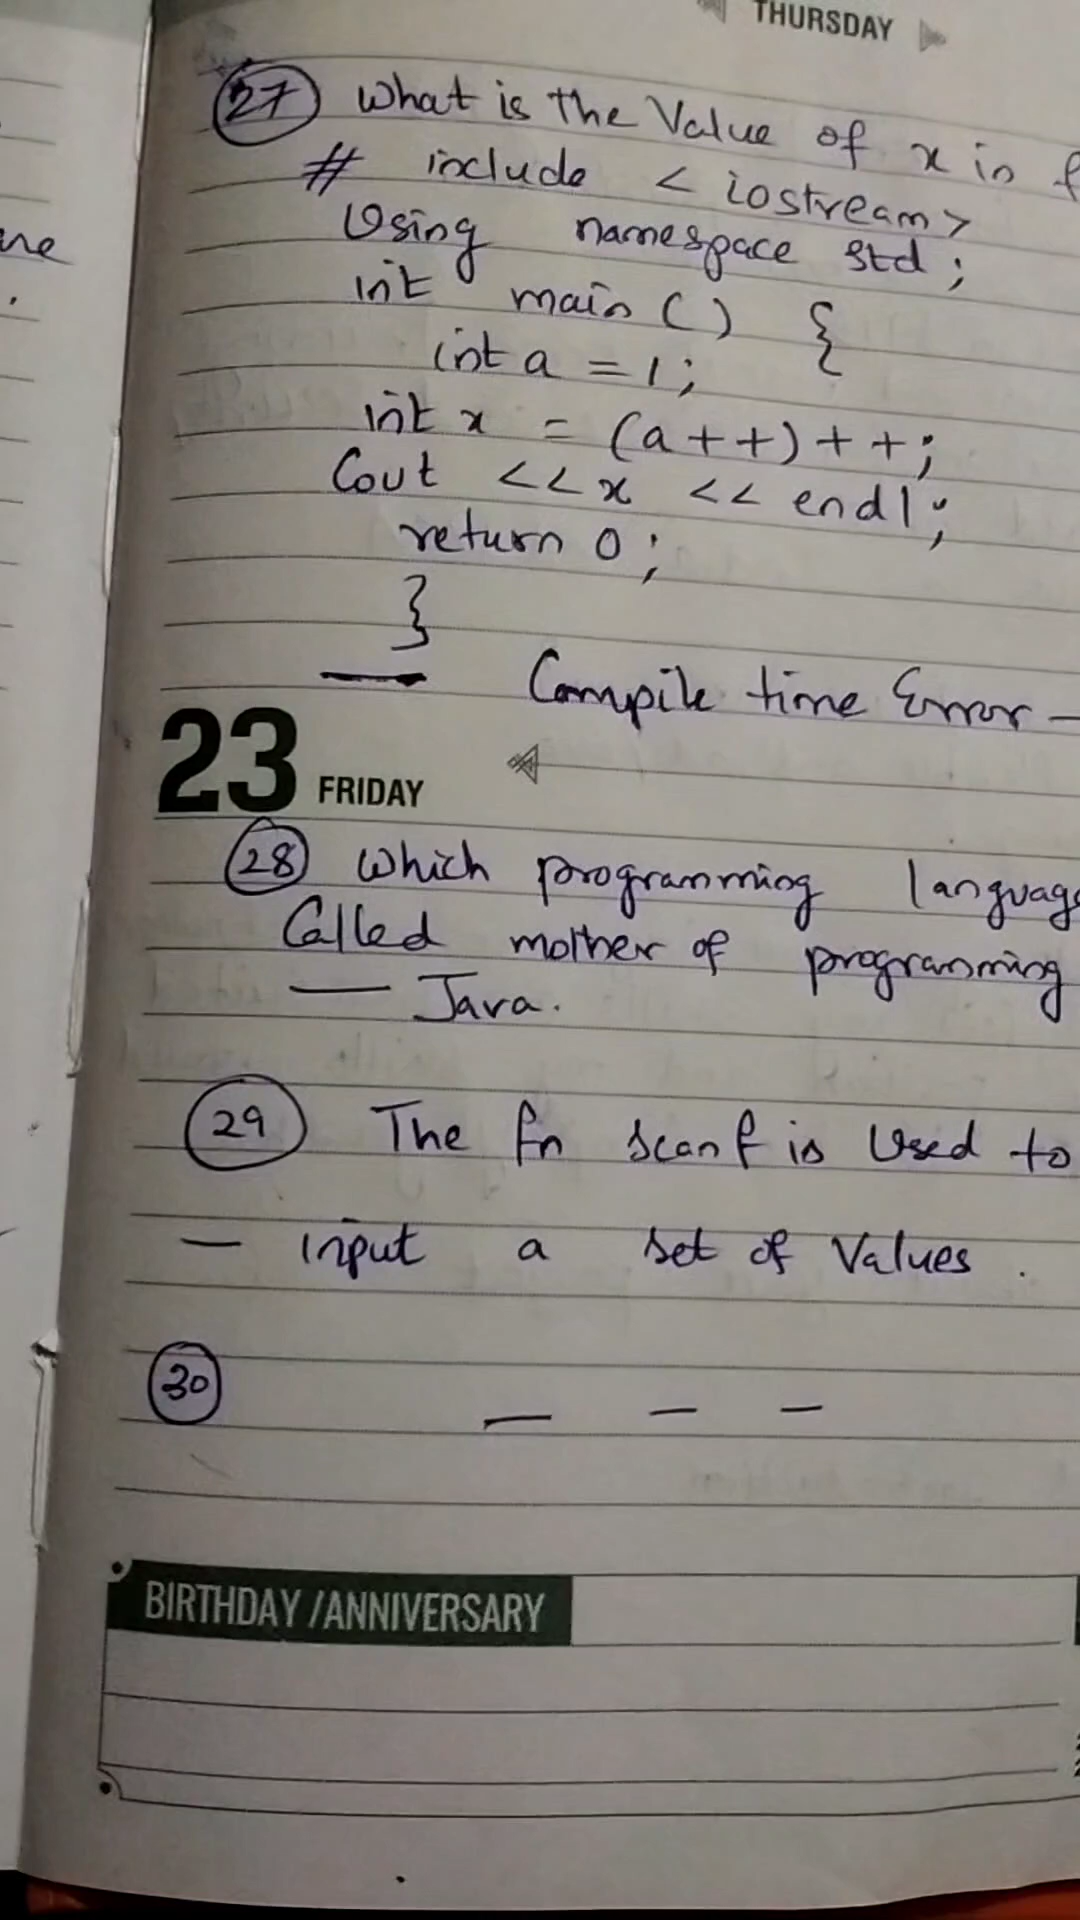 THURSDAY
27 What is the Value of x in
# include < iostream>
Using namespace std;
int main () {
int a = 1;
int x = (a++)++;
Cout <<x << endl;
return 0;
}
— Compile time Error —
23 FRIDAY
28 Which programming language
Called mother of programming
— Java.
29 The fn scanf is Used to
— input a set of Values.
30 — — —
BIRTHDAY /ANNIVERSARY